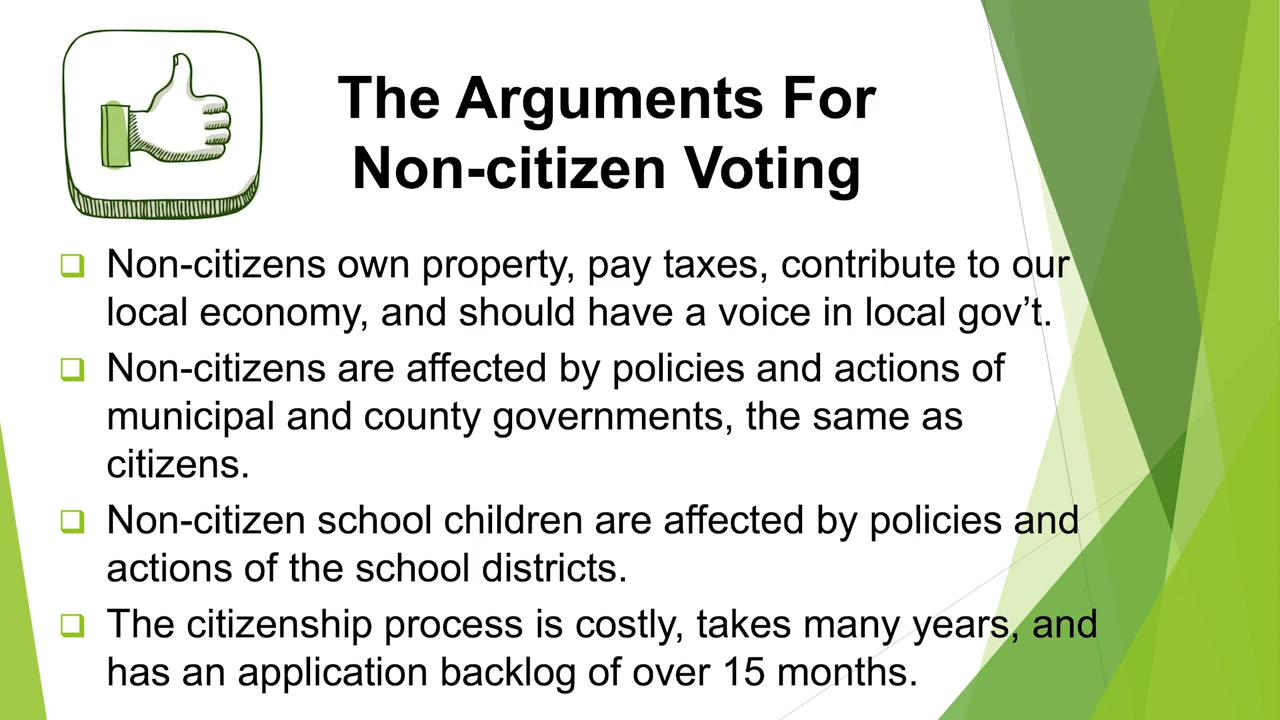 The Arguments For
Non-citizen Voting
Non-citizens own property, pay taxes, contribute to our
local economy, and should have a voice in local gov’t.
Non-citizens are affected by policies and actions of
municipal and county governments, the same as
citizens.
Non-citizen school children are affected by policies and
actions of the school districts.
The citizenship process is costly, takes many years, and
has an application backlog of over 15 months.